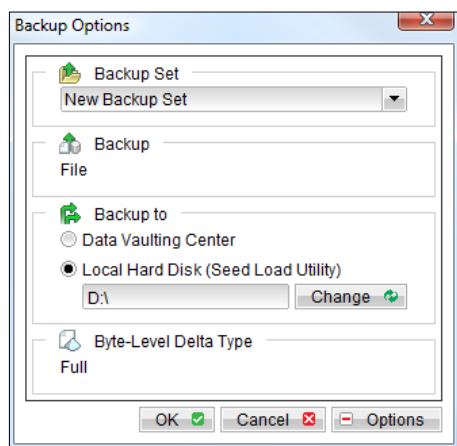 Backup Options
Backup Set
New Backup Set
Backup
File
Backup to
Data Vaulting Center
Local Hard Disk (Seed Load Utility)
D:\ Change
Byte-Level Delta Type
Full
OK Cancel Options